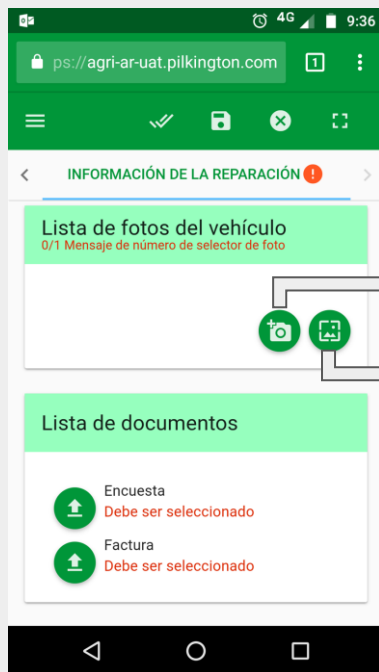 4G 9:36
ps://agri-ar-uat.pilkington.com 1
INFORMACIÓN DE LA REPARACIÓN !
Lista de fotos del vehículo
0/1 Mensaje de número de selector de foto
Lista de documentos
Encuesta
Debe ser seleccionado
Factura
Debe ser seleccionado